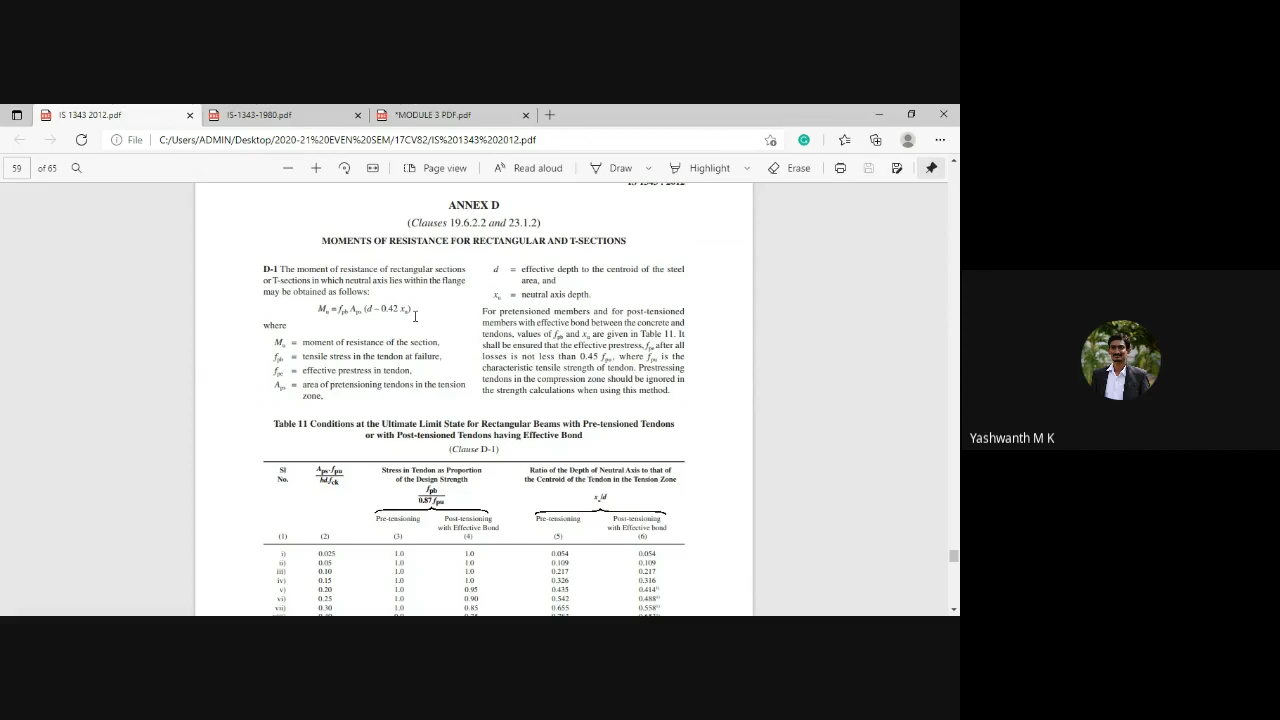 IS 1343 2012.pdf
IS-1343-1980.pdf
*MODULE 3 PDF.pdf
File
C:/Users/ADMIN/Desktop/2020-21%20EVEN%20SEM/17CV82/IS%201343%202012.pdf
59 of 65
Page view
Read aloud
Draw
Highlight
Erase
IS 1343 : 2012
ANNEX D
(Clauses 19.6.2.2 and 23.1.2)
MOMENTS OF RESISTANCE FOR RECTANGULAR AND T-SECTIONS
D-1 The moment of resistance of rectangular sections
or T-sections in which neutral axis lies within the flange
may be obtained as follows:
Mu = fpb Aps (d – 0.42 xu)
where
Mu = moment of resistance of the section,
fpb = tensile stress in the tendon at failure,
fpe = effective prestress in tendon,
Aps = area of pretensioning tendons in the tension
zone,
d = effective depth to the centroid of the steel
area, and
xu = neutral axis depth.
For pretensioned members and for post-tensioned
members with effective bond between the concrete and
tendons, values of fpb and xu are given in Table 11. It
shall be ensured that the effective prestress, fpe after all
losses is not less than 0.45 fpu, where fpu is the
characteristic tensile strength of tendon. Prestressing
tendons in the compression zone should be ignored in
the strength calculations when using this method.
Table 11 Conditions at the Ultimate Limit State for Rectangular Beams with Pre-tensioned Tendons
or with Post-tensioned Tendons having Effective Bond
(Clause D-1)
Sl No.
Aps.fpu / bdfck
Stress in Tendon as Proportion
of the Design Strength
fpb / 0.87fpu
Ratio of the Depth of Neutral Axis to that of
the Centroid of the Tendon in the Tension Zone
xu/d
Pre-tensioning Post-tensioning with Effective Bond Pre-tensioning Post-tensioning with Effective bond
(1) (2) (3) (4) (5) (6)
i) 0.025 1.0 1.0 0.054 0.054
ii) 0.05 1.0 1.0 0.109 0.109
iii) 0.10 1.0 1.0 0.217 0.217
iv) 0.15 1.0 1.0 0.326 0.316
v) 0.20 1.0 0.95 0.435 0.414¹⁾
vi) 0.25 1.0 0.90 0.542 0.488¹⁾
vii) 0.30 1.0 0.85 0.655 0.558¹⁾
Yashwanth M K